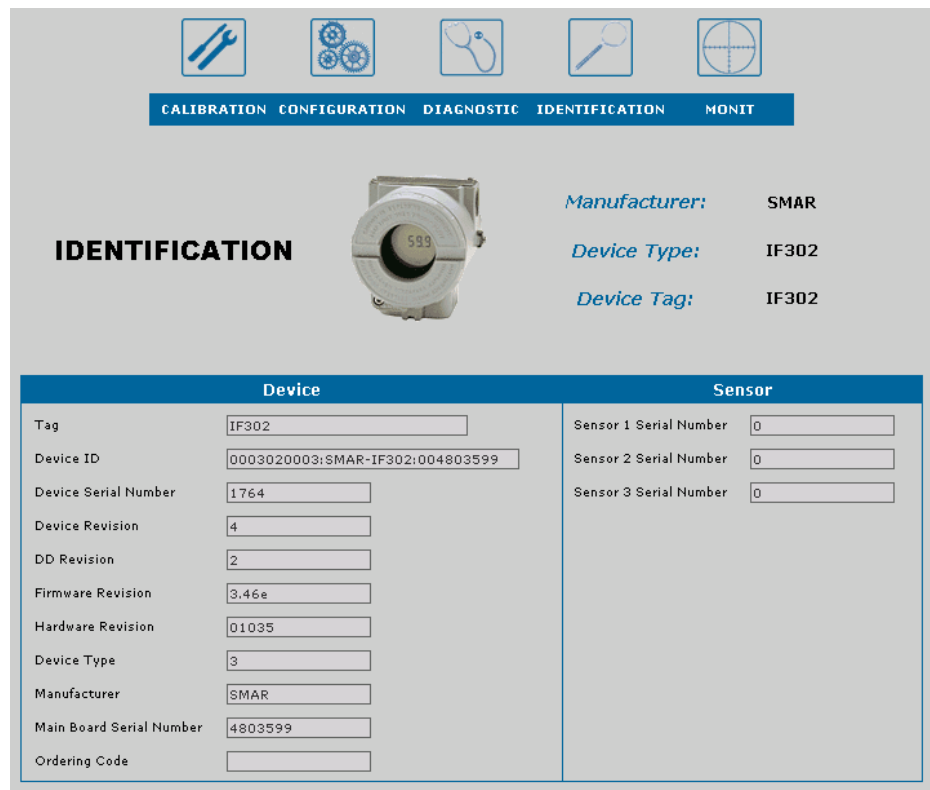 CALIBRATION CONFIGURATION DIAGNOSTIC IDENTIFICATION MONIT
IDENTIFICATION
599
Manufacturer: SMAR
Device Type: IF302
Device Tag: IF302
Device Sensor
Tag IF302 Sensor 1 Serial Number 0
Device ID 0003020003:SMAR-IF302:004803599 Sensor 2 Serial Number 0
Device Serial Number 1764 Sensor 3 Serial Number 0
Device Revision 4
DD Revision 2
Firmware Revision 3.46e
Hardware Revision 01035
Device Type 3
Manufacturer SMAR
Main Board Serial Number 4803599
Ordering Code